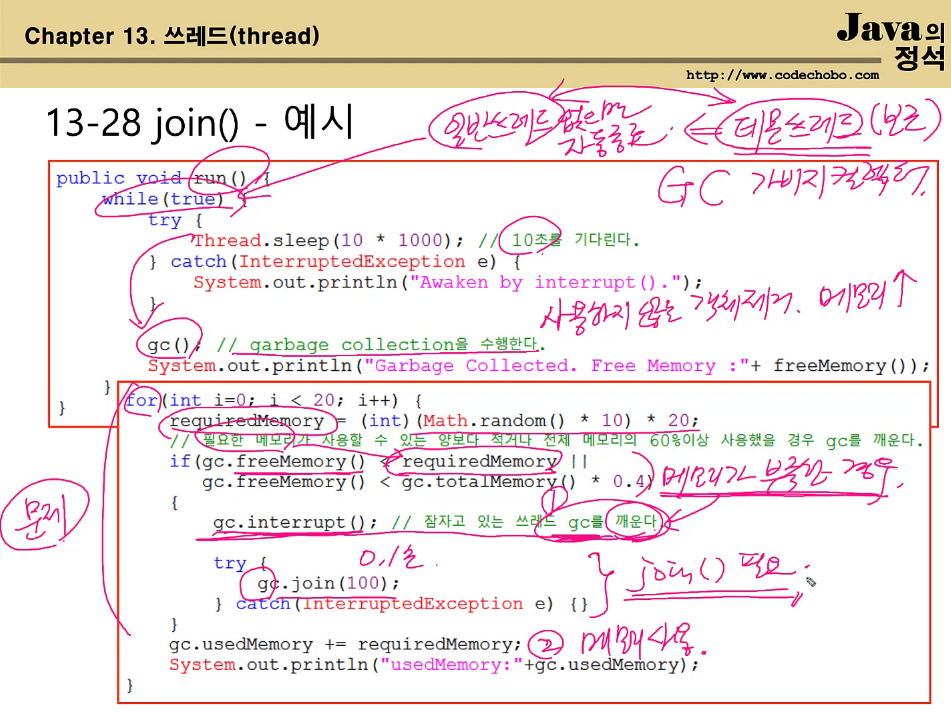 Chapter 13. 쓰레드(thread)
Java의 정석
http://www.codechobo.com
13-28 join() - 예시
일반쓰레드 없으면 자동종료. <= 데몬쓰레드 (보조)
GC 가비지 컬렉터.
public void run() {
while(true) {
try {
Thread.sleep(10 * 1000); // 10초를 기다린다.
} catch(InterruptedException e) {
System.out.println("Awaken by interrupt().");
}
사용하지 않는 객체제거. 메모리↑
gc(); // garbage collection을 수행한다.
System.out.println("Garbage Collected. Free Memory :"+ freeMemory());
}
}
for(int i=0; i < 20; i++) {
requiredMemory = (int)(Math.random() * 10) * 20;
// 필요한 메모리가 사용할 수 있는 양보다 적거나 전체 메모리의 60%이상 사용했을 경우 gc를 깨운다.
if(gc.freeMemory() < requiredMemory ||
gc.freeMemory() < gc.totalMemory() * 0.4)
메모리가 부족한 경우.
{
문제
①
gc.interrupt(); // 잠자고 있는 쓰레드 gc를 깨운다
try {
0.1초.
gc.join(100);
} catch(InterruptedException e) {}
join() 필요.
}
gc.usedMemory += requiredMemory; ② 메모리 사용.
System.out.println("usedMemory:"+gc.usedMemory);
}